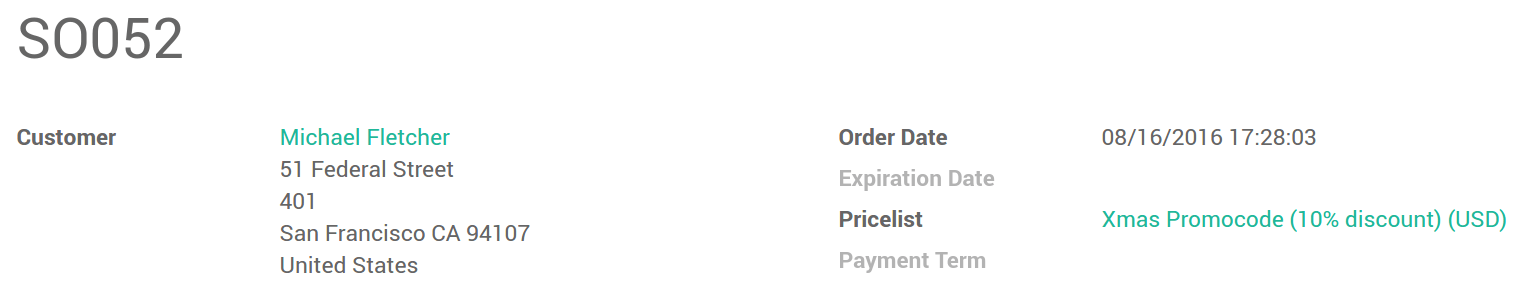 SO052
Customer
Michael Fletcher
51 Federal Street
401
San Francisco CA 94107
United States
Order Date 08/16/2016 17:28:03
Expiration Date
Pricelist Xmas Promocode (10% discount) (USD)
Payment Term